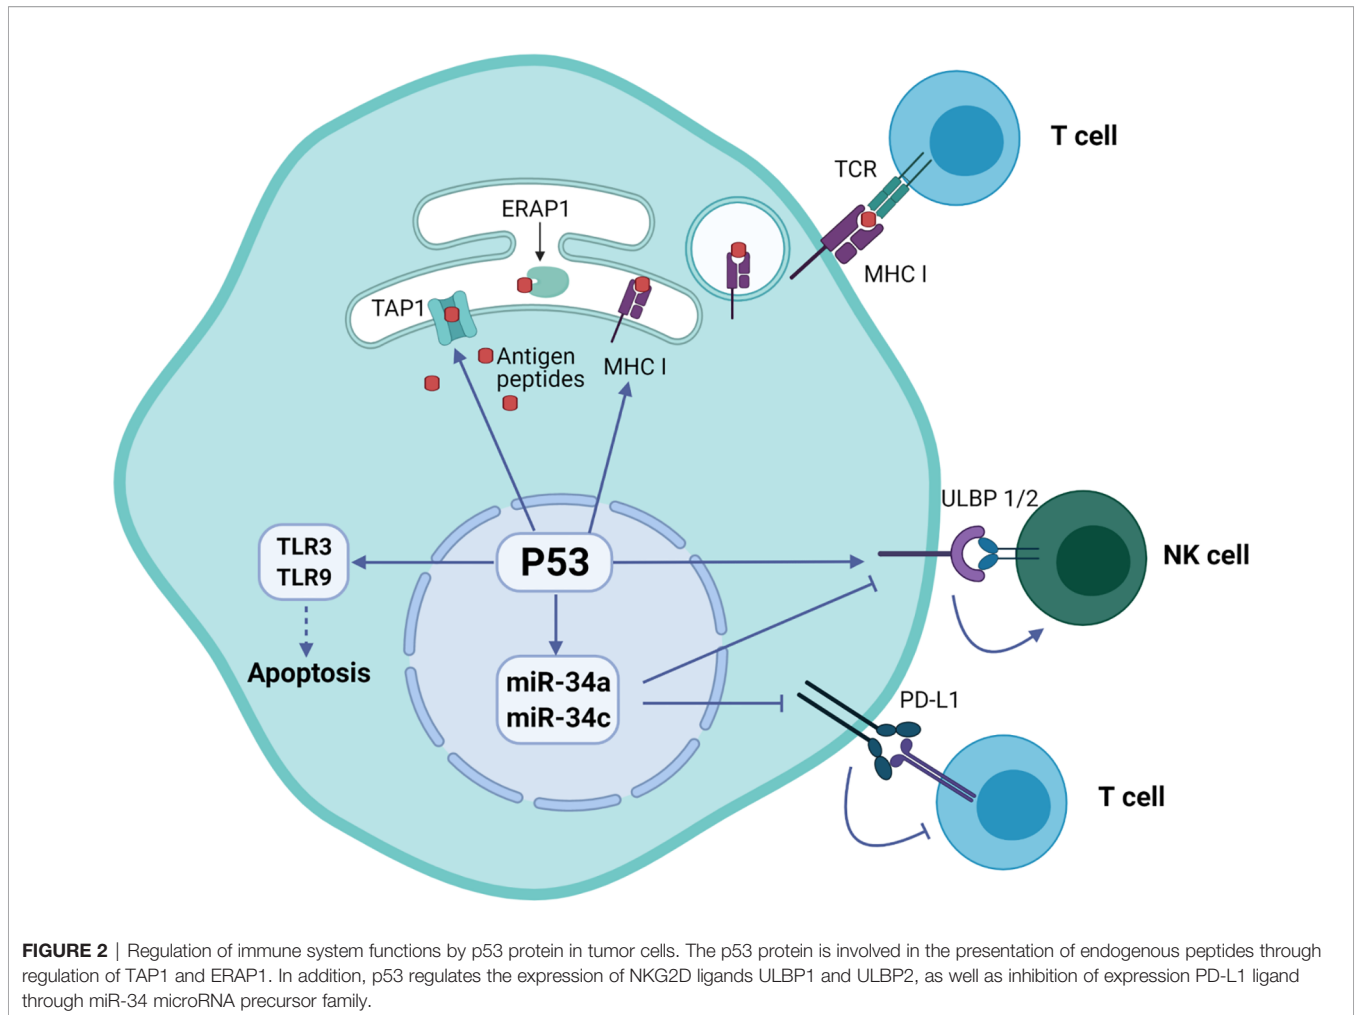 T cell
TCR
ERAP1
MHC I
TAP1
Antigen
peptides
MHC I
ULBP 1/2
TLR3
TLR9
P53
NK cell
Apoptosis
miR-34a
miR-34c
PD-L1
T cell
FIGURE 2 | Regulation of immune system functions by p53 protein in tumor cells. The p53 protein is involved in the presentation of endogenous peptides through
regulation of TAP1 and ERAP1. In addition, p53 regulates the expression of NKG2D ligands ULBP1 and ULBP2, as well as inhibition of expression PD-L1 ligand
through miR-34 microRNA precursor family.